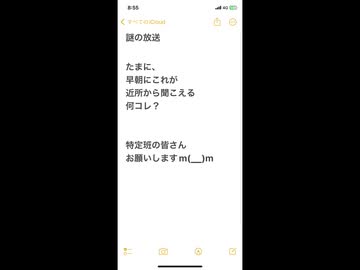 8:55
4G
すべてのiCloud
謎の放送
たまに、
早朝にこれが
近所から聞こえる
何コレ？
特定班の皆さん
お願いしますm(__)m